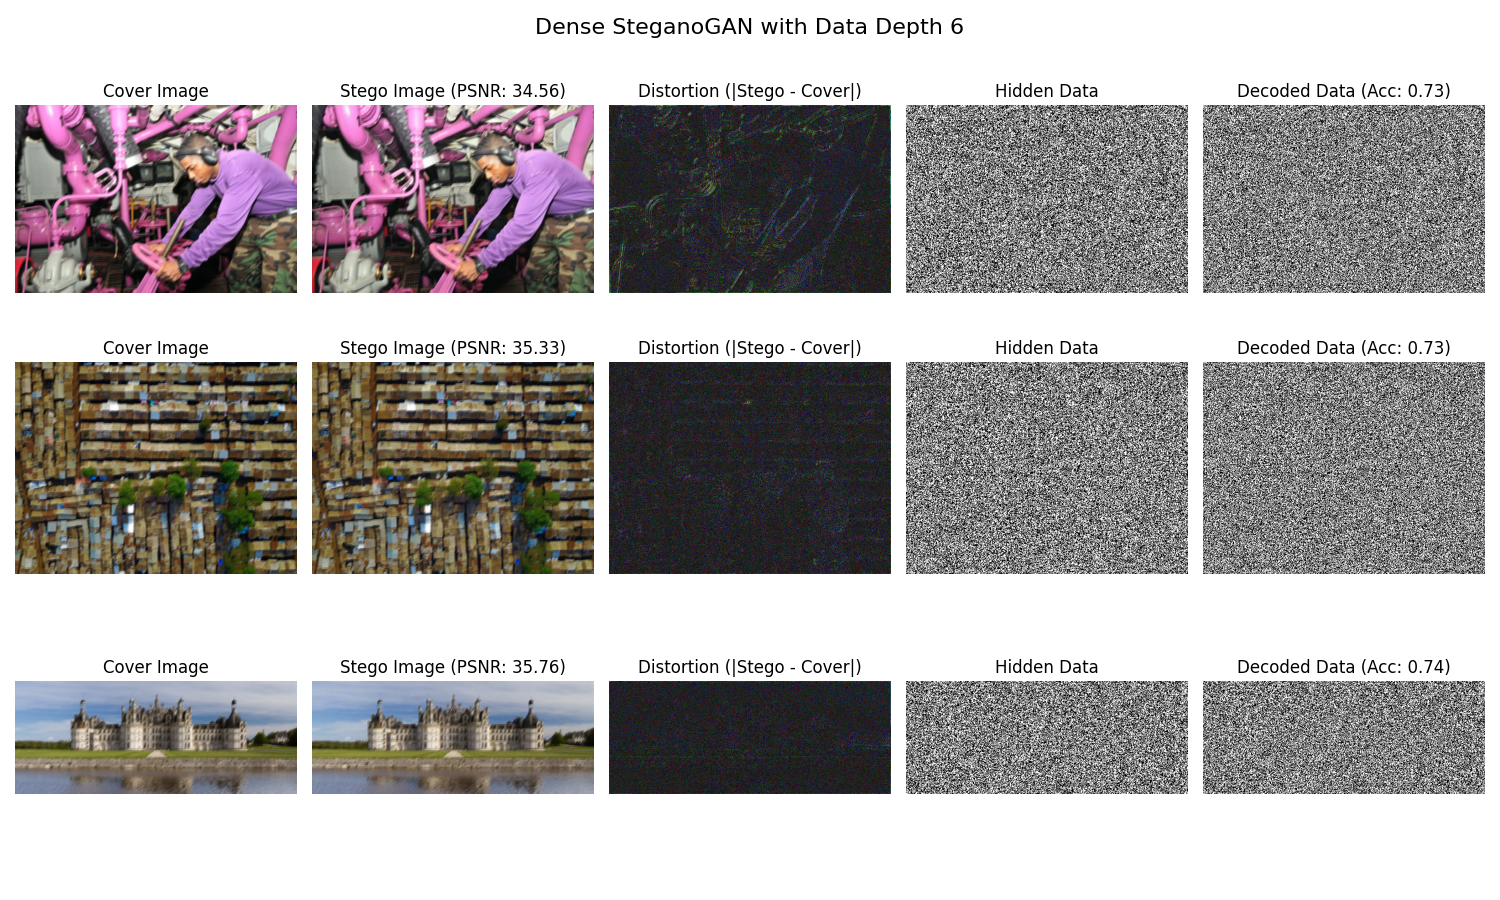 Dense SteganoGAN with Data Depth 6
Cover Image
Stego Image (PSNR: 34.56)
Distortion (|Stego - Cover|)
Hidden Data
Decoded Data (Acc: 0.73)
Cover Image
Stego Image (PSNR: 35.33)
Distortion (|Stego - Cover|)
Hidden Data
Decoded Data (Acc: 0.73)
Cover Image
Stego Image (PSNR: 35.76)
Distortion (|Stego - Cover|)
Hidden Data
Decoded Data (Acc: 0.74)